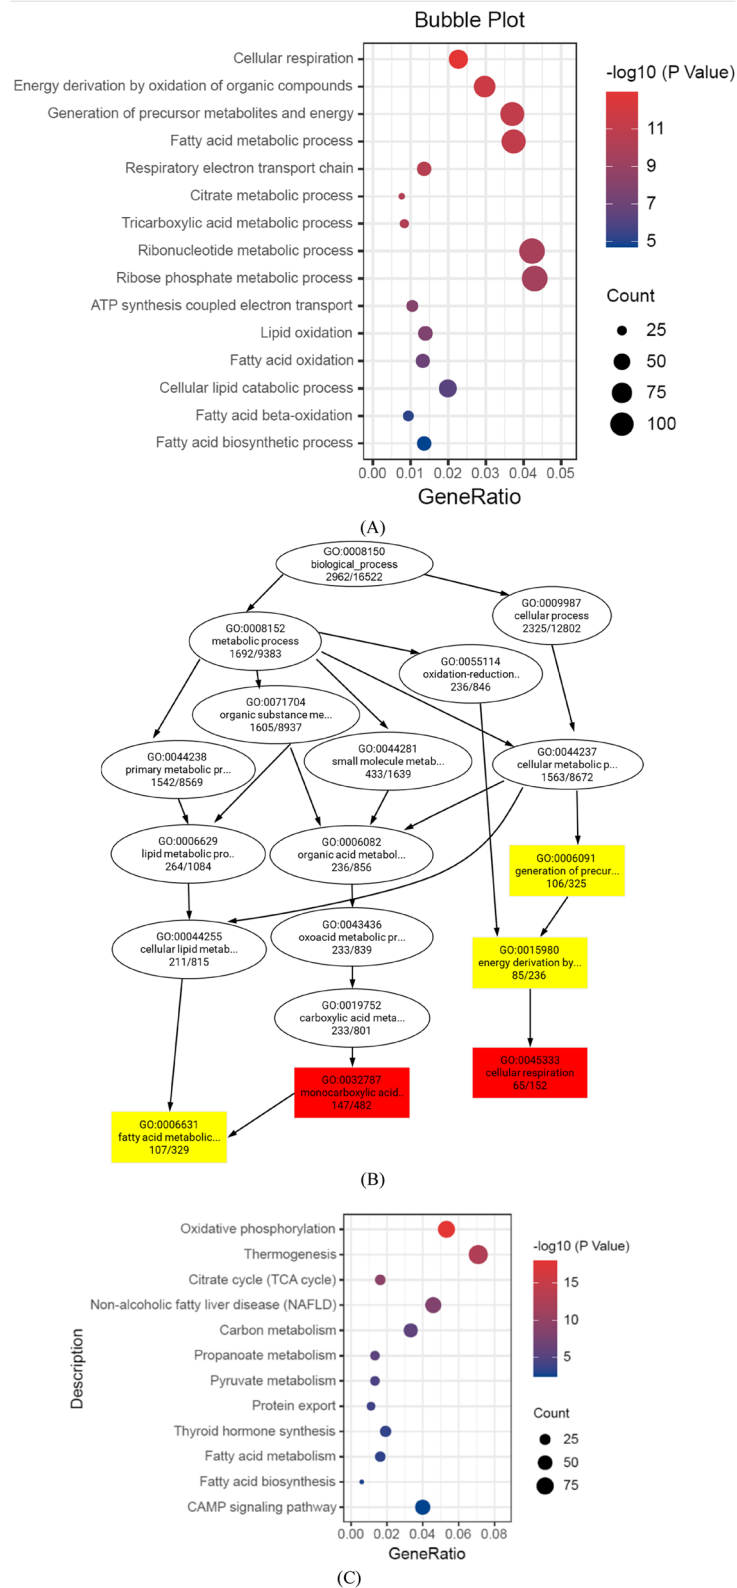 Bubble Plot
Cellular respiration
Energy derivation by oxidation of organic compounds
Generation of precursor metabolites and energy
Fatty acid metabolic process
Respiratory electron transport chain
Citrate metabolic process
Tricarboxylic acid metabolic process
Ribonucleotide metabolic process
Ribose phosphate metabolic process
ATP synthesis coupled electron transport
Lipid oxidation
Fatty acid oxidation
Cellular lipid catabolic process
Fatty acid beta-oxidation
Fatty acid biosynthetic process
0.00 0.01 0.02 0.03 0.04 0.05
GeneRatio
-log10 (P Value)
11
9
7
5
Count
25
50
75
100
(A)
GO:0008150
biological_process
2962/16522
GO:0009987
cellular process
2325/12802
GO:0008152
metabolic process
1692/9383
GO:0055114
oxidation-reduction..
236/846
GO:0071704
organic substance me...
1605/8937
GO:0044238
primary metabolic pr...
1542/8569
GO:0044281
small molecule metab...
433/1639
GO:0044237
cellular metabolic p...
1563/8672
GO:0006629
lipid metabolic pro..
264/1084
GO:0006082
organic acid metabol...
236/856
GO:0006091
generation of precur...
106/325
GO:00044255
cellular lipid metab...
211/815
GO:0043436
oxoacid metabolic pr...
233/839
GO:0015980
energy derivation by...
85/236
GO:0019752
carboxylic acid meta...
233/801
GO:0045333
cellular respiration
65/152
GO:0032787
monocarboxylic acid..
147/482
GO:0006631
fatty acid metabolic...
107/329
(B)
Description
Oxidative phosphorylation
Thermogenesis
Citrate cycle (TCA cycle)
Non-alcoholic fatty liver disease (NAFLD)
Carbon metabolism
Propanoate metabolism
Pyruvate metabolism
Protein export
Thyroid hormone synthesis
Fatty acid metabolism
Fatty acid biosynthesis
CAMP signaling pathway
0.00 0.02 0.04 0.06 0.08
GeneRatio
-log10 (P Value)
15
10
5
Count
25
50
75
(C)